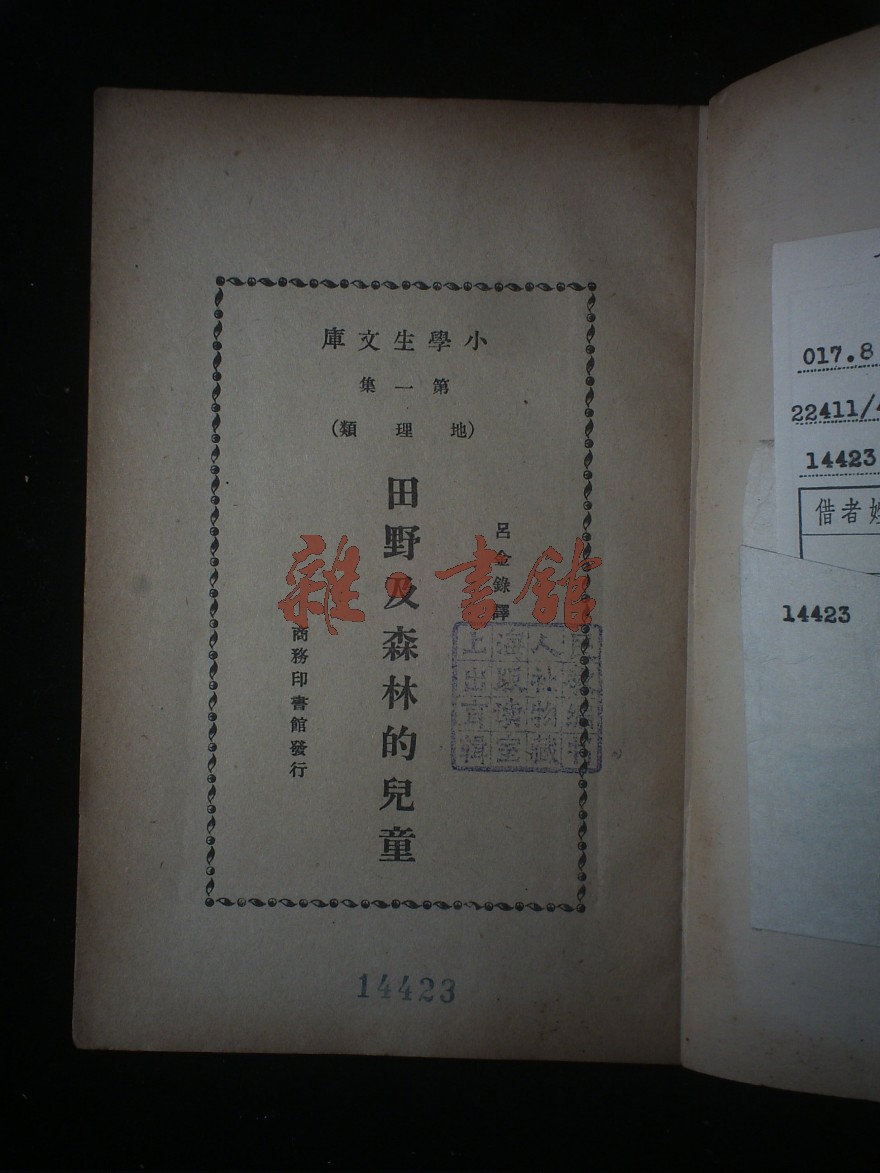 小學生文庫
第一集
(地理類)
呂金錄譯
田野及森林的兒童
商務印書館發行
雜·書館
14423
017.8
22411/
14423
借者姓
14423